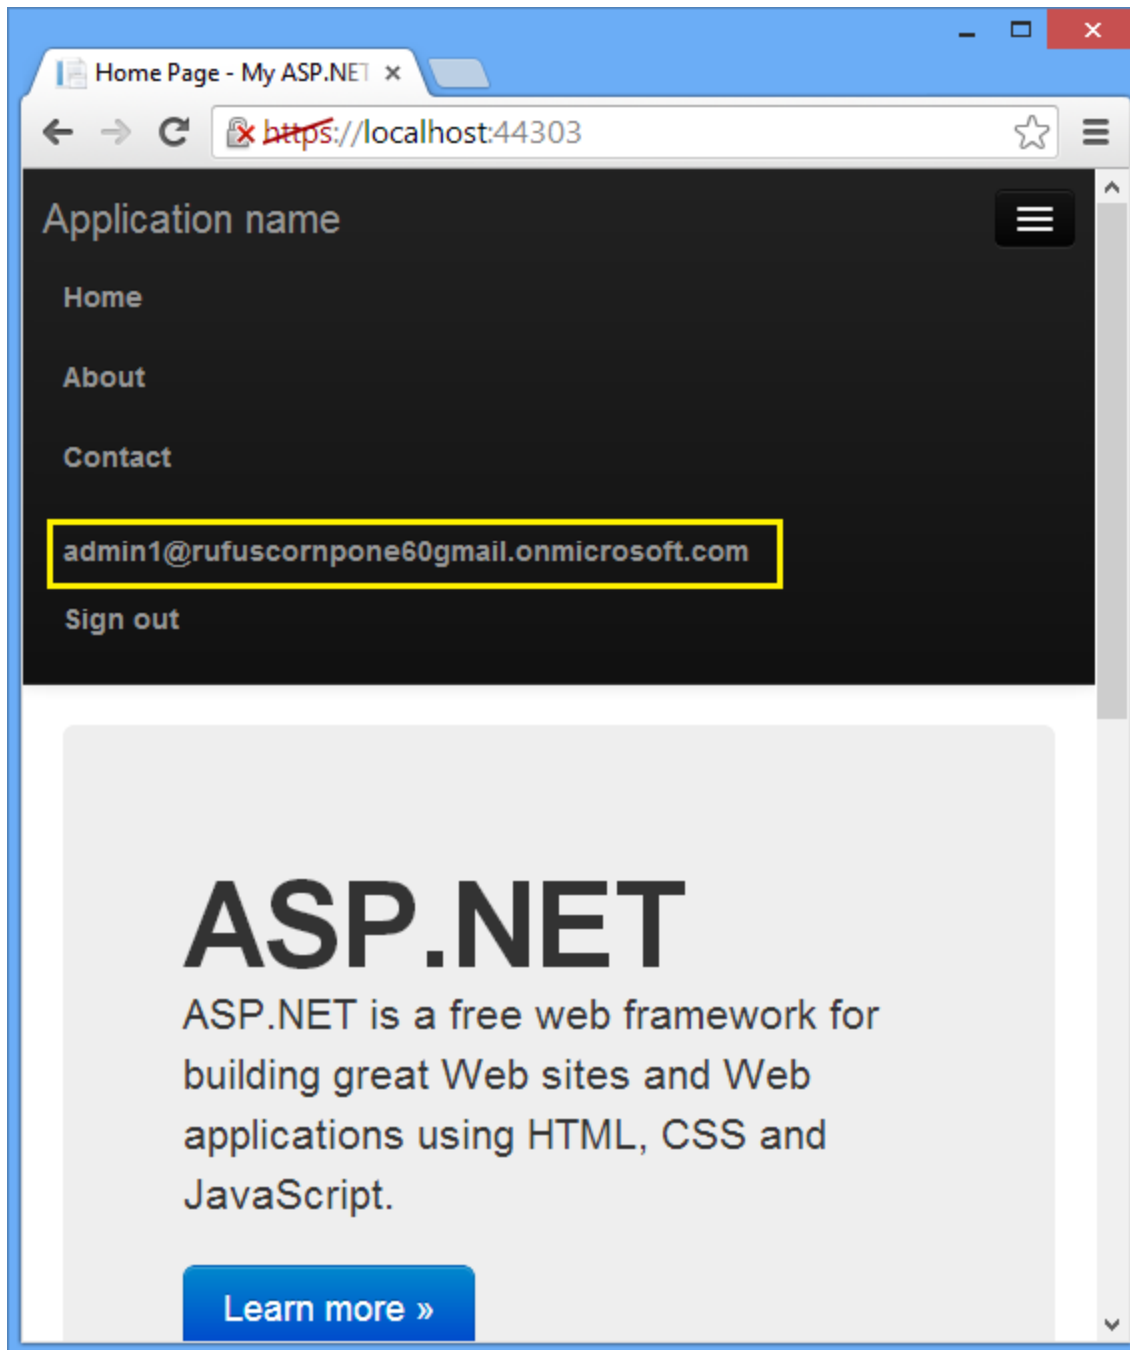 Home Page - My ASP.NET
https://localhost:44303
Application name
Home
About
Contact
admin1@rufuscornpone60gmail.onmicrosoft.com
Sign out
ASP.NET
ASP.NET is a free web framework for
building great Web sites and Web
applications using HTML, CSS and
JavaScript.
Learn more »